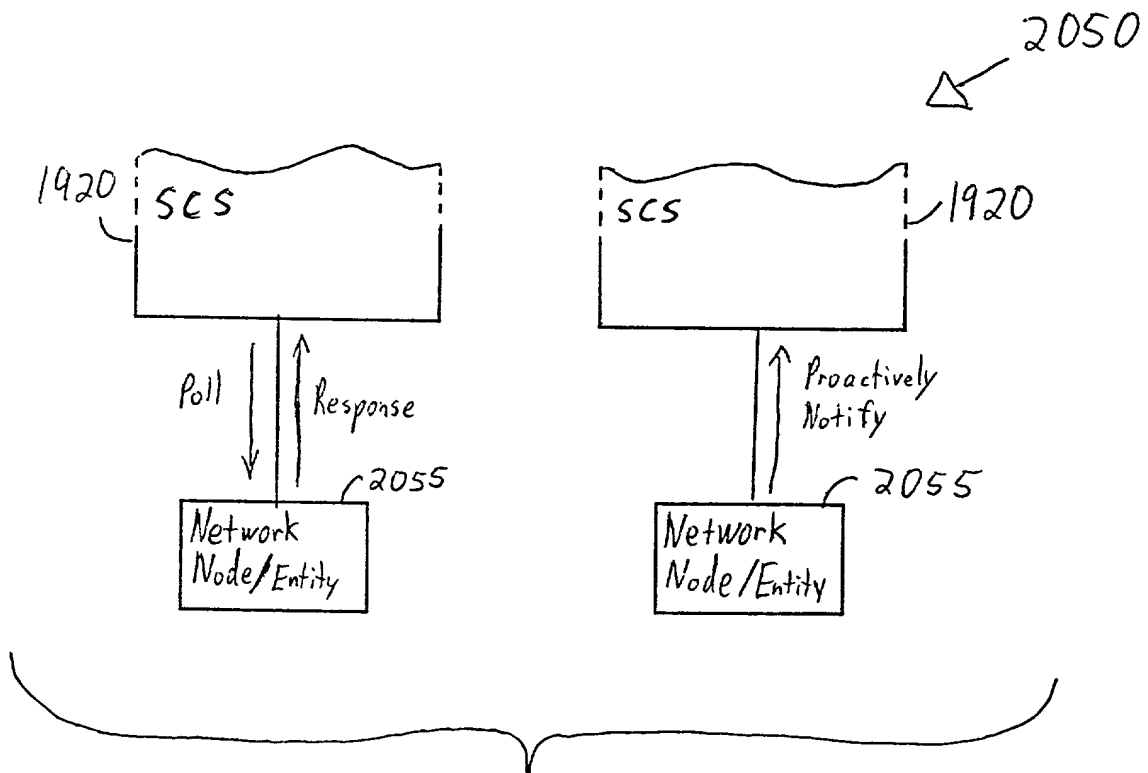 2050
1920
SCS
SCS
1920
Poll
Response
Proactively
Notify
2055
Network
Node/Entity
2055
Network
Node/Entity